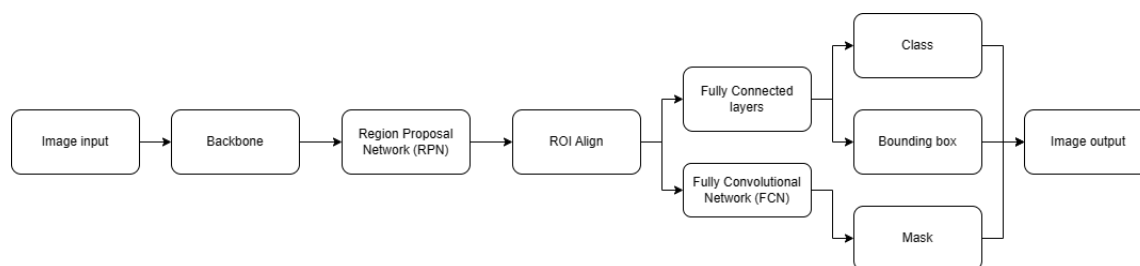 Image input
Backbone
Region Proposal
Network (RPN)
ROI Align
Fully Connected
layers
Fully Convolutional
Network (FCN)
Class
Bounding box
Mask
Image output